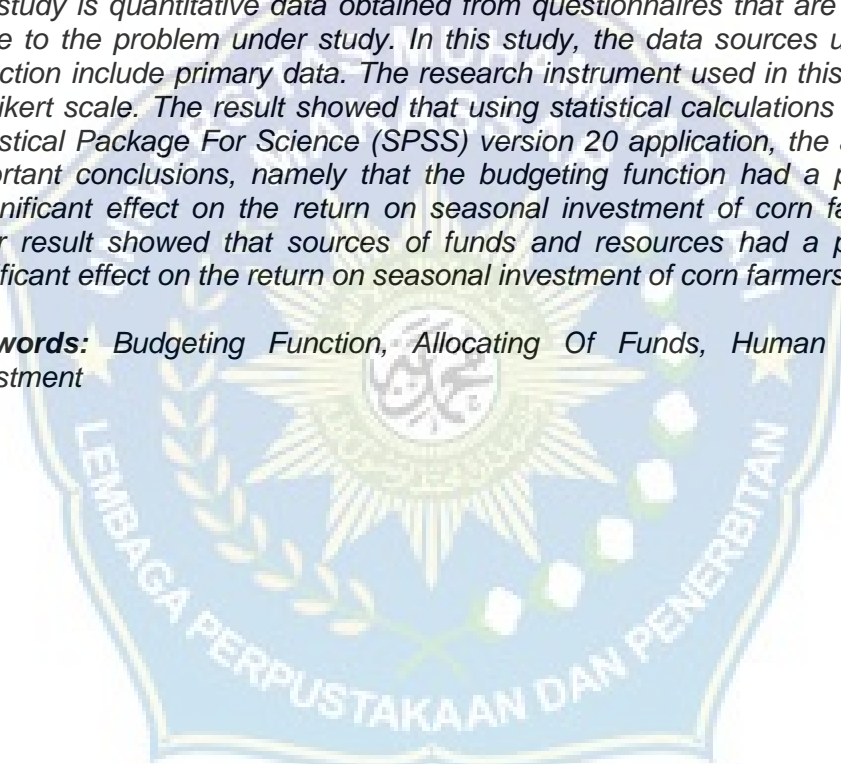 study is quantitative data obtained from questionnaires that are
e to the problem under study. In this study, the data sources u
ction include primary data. The research instrument used in this
ikert scale. The result showed that using statistical calculations
stical Package For Science (SPSS) version 20 application, the a
ortant conclusions, namely that the budgeting function had a p
gnificant effect on the return on seasonal investment of corn fa
r result showed that sources of funds and resources had a p
ficant effect on the return on seasonal investment of corn farmers
words: Budgeting Function, Allocating Of Funds, Human
stment
LEMBAGA PERPUSTAKAAN DAN PENERBITAN